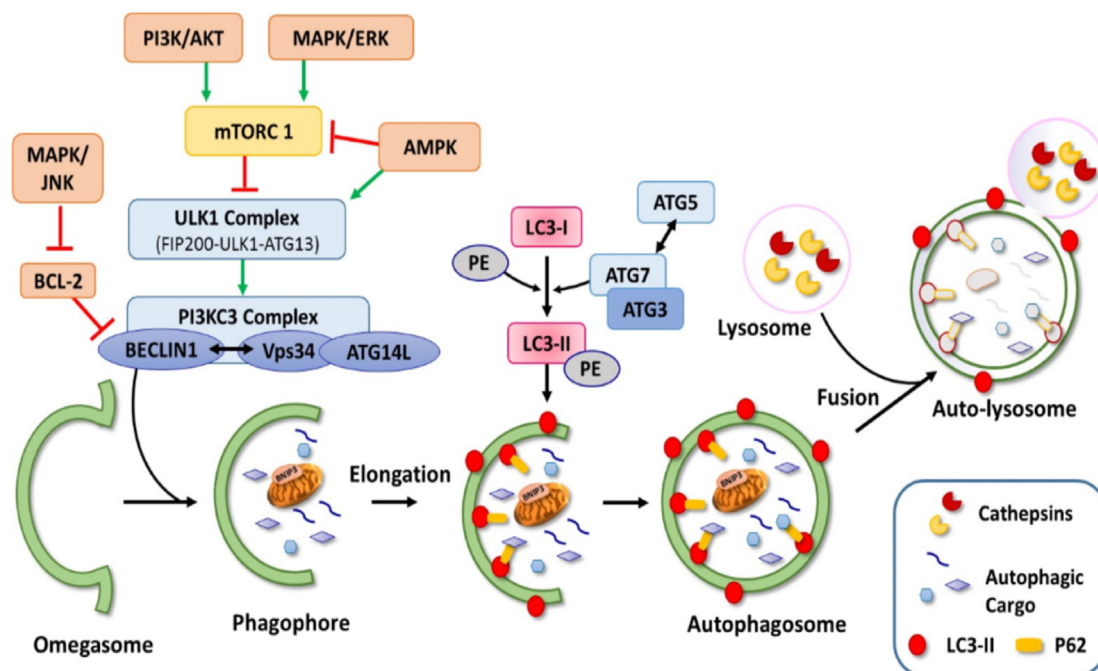 PI3K/AKT
MAPK/ERK
mTORC 1
AMPK
MAPK/
JNK
BCL-2
ULK1 Complex
(FIP200-ULK1-ATG13)
PI3KC3 Complex
BECLIN1
Vps34
ATG14L
LC3-I
PE
ATG5
ATG7
ATG3
LC3-II
PE
Lysosome
Fusion
Auto-lysosome
Omegasome
BNIP3
Phagophore
Elongation
BNIP3
BNIP3
Autophagosome
Cathepsins
Autophagic
Cargo
LC3-II
P62